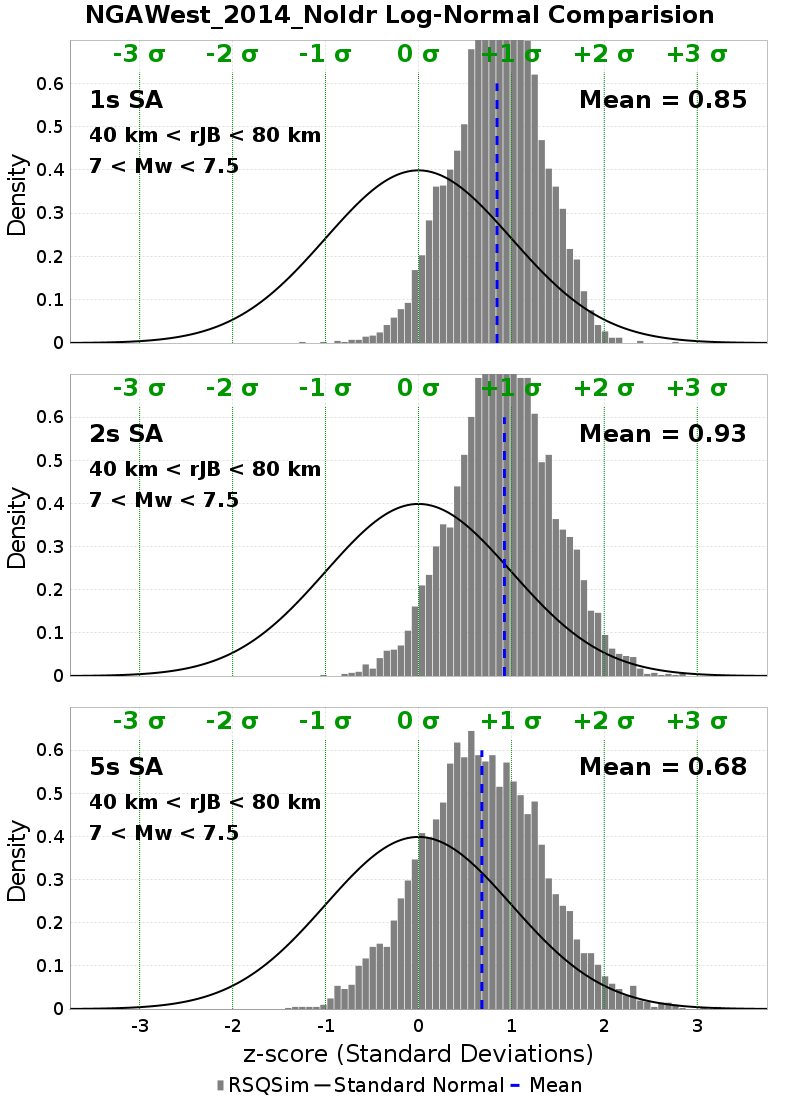 NGAWest_2014_NoIdr Log-Normal Comparision
-3 σ -2 σ -1 σ 0 σ +1 σ +2 σ +3 σ
1s SA Mean = 0.85
40 km < rJB < 80 km
7 < Mw < 7.5
Density
0.6
0.5
0.4
0.3
0.2
0.1
0
-3 σ -2 σ -1 σ 0 σ +1 σ +2 σ +3 σ
2s SA Mean = 0.93
40 km < rJB < 80 km
7 < Mw < 7.5
Density
0.6
0.5
0.4
0.3
0.2
0.1
0
-3 σ -2 σ -1 σ 0 σ +1 σ +2 σ +3 σ
5s SA Mean = 0.68
40 km < rJB < 80 km
7 < Mw < 7.5
Density
0.6
0.5
0.4
0.3
0.2
0.1
0
-3 -2 -1 0 1 2 3
z-score (Standard Deviations)
RSQSim Standard Normal Mean